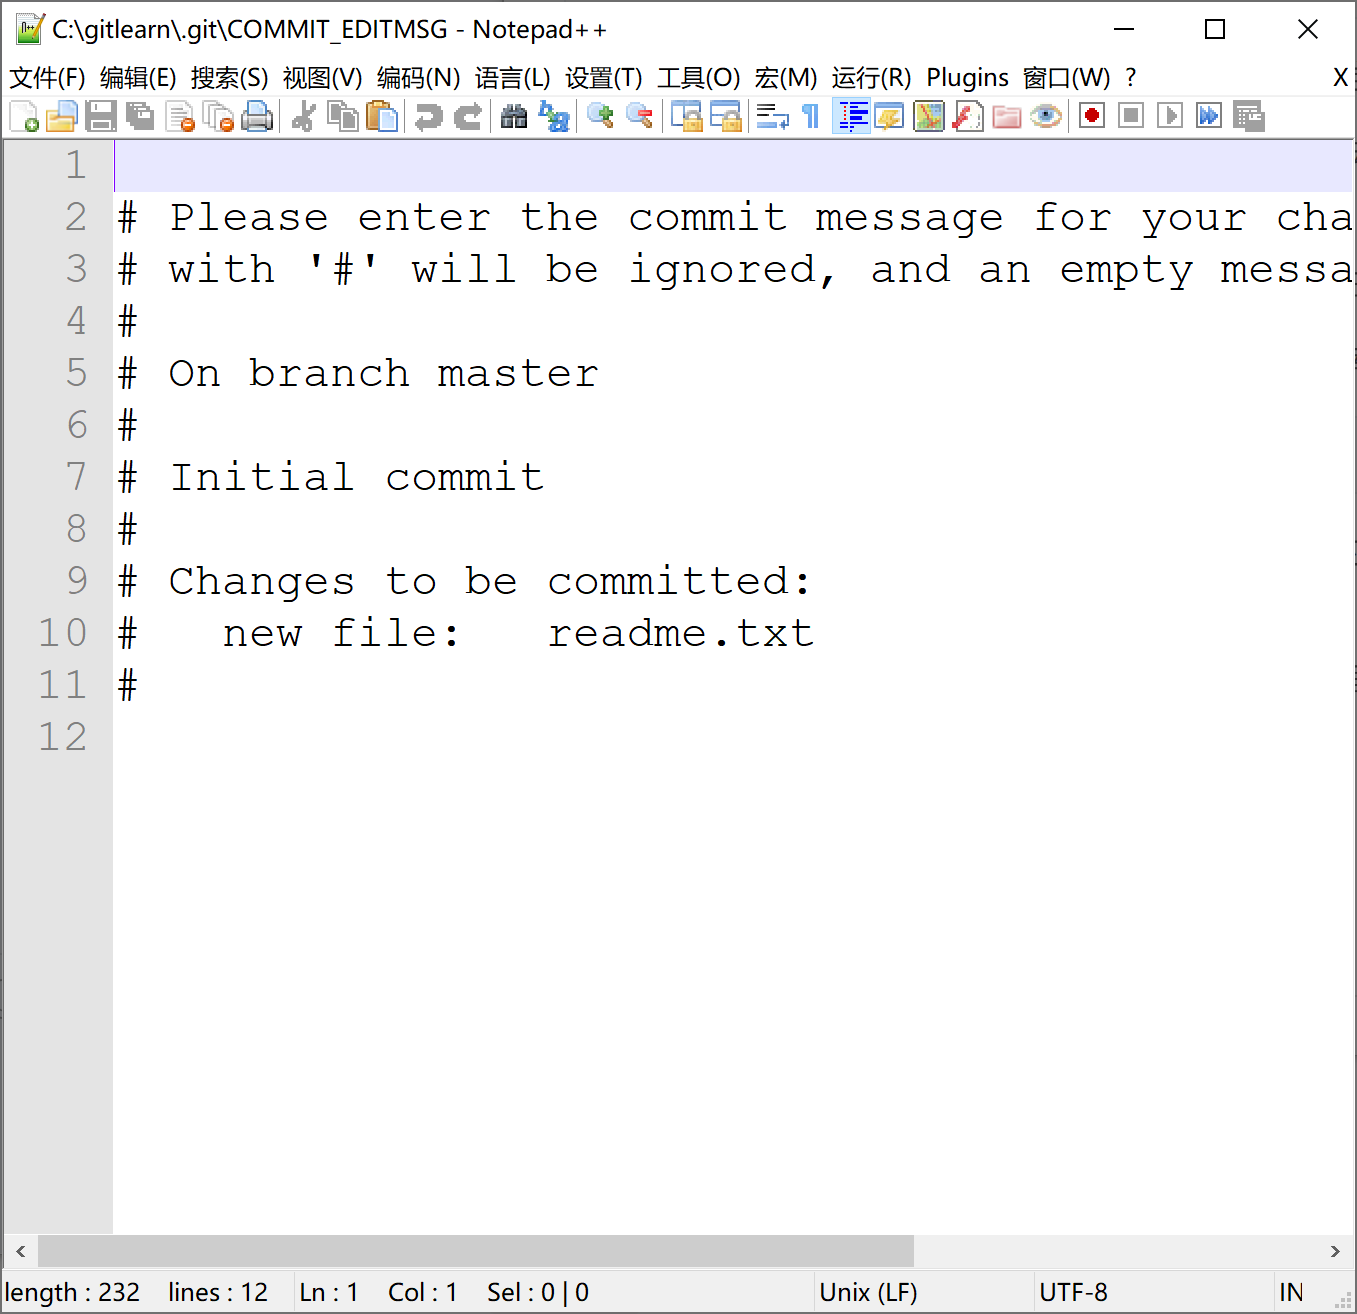 C:\gitlearn\.git\COMMIT_EDITMSG - Notepad++
文件(F) 编辑(E) 搜索(S) 视图(V) 编码(N) 语言(L) 设置(T) 工具(O) 宏(M) 运行(R) Plugins 窗口(W) ? X
1
2 # Please enter the commit message for your cha
3 # with '#' will be ignored, and an empty messa
4 #
5 # On branch master
6 #
7 # Initial commit
8 #
9 # Changes to be committed:
10 # new file: readme.txt
11 #
12
length : 232 lines : 12 Ln : 1 Col : 1 Sel : 0 | 0 Unix (LF) UTF-8 IN